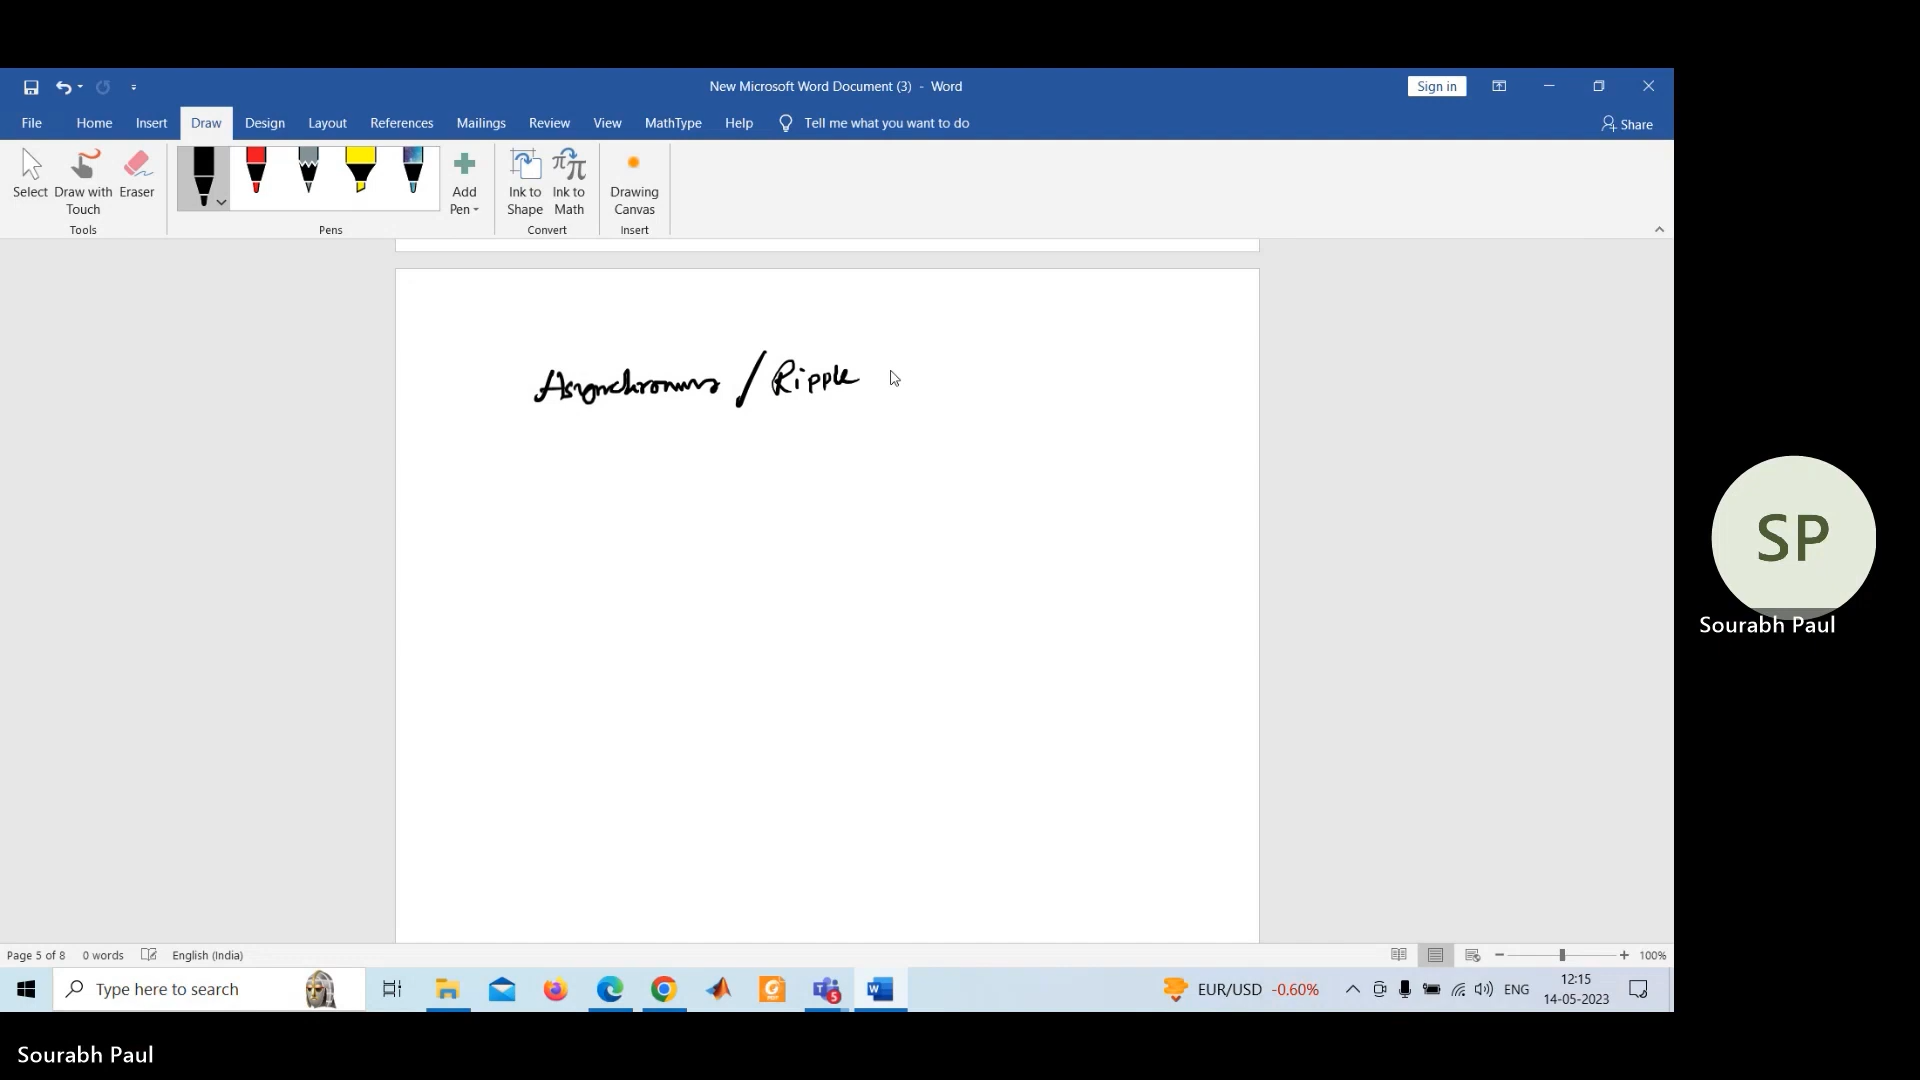 New Microsoft Word Document (3) - Word
Sign in
File Home Insert Draw Design Layout References Mailings Review View MathType Help Tell me what you want to do
Share
Select Draw with Touch Eraser
Add Pen
Ink to Shape Ink to Math
Drawing Canvas
Tools Pens Convert Insert
Asynchronous / Ripple
SP
Sourabh Paul
Page 5 of 8 0 words English (India)
100%
Type here to search
EUR/USD -0.60%
ENG
12:15
14-05-2023
Sourabh Paul